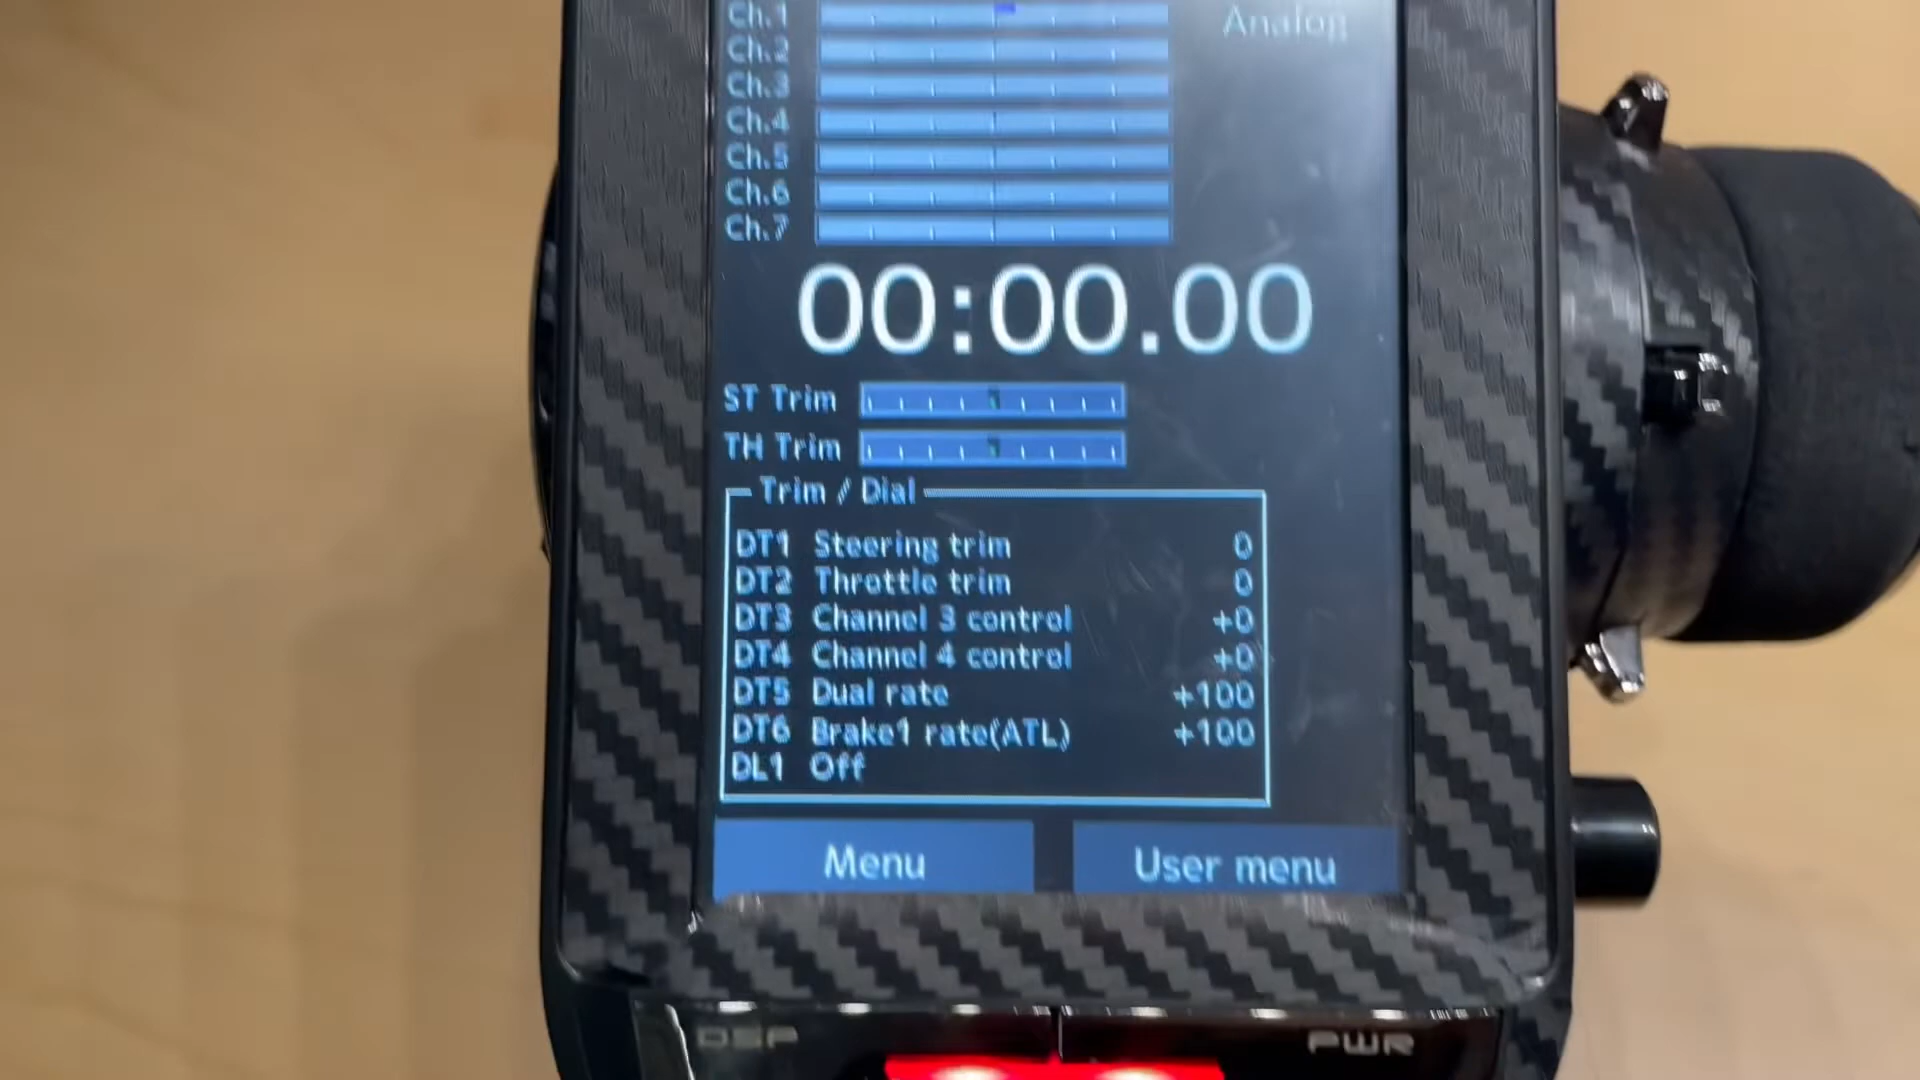 Ch.1
Analog
Ch.2
Ch.3
Ch.4
Ch.5
Ch.6
Ch.7
00:00.00
ST Trim
TH Trim
Trim / Dial
DT1 Steering trim 0
DT2 Throttle trim 0
DT3 Channel 3 control +0
DT4 Channel 4 control +0
DT5 Dual rate +100
DT6 Brake1 rate(ATL) +100
DL1 Off
Menu User menu
DSP PWR